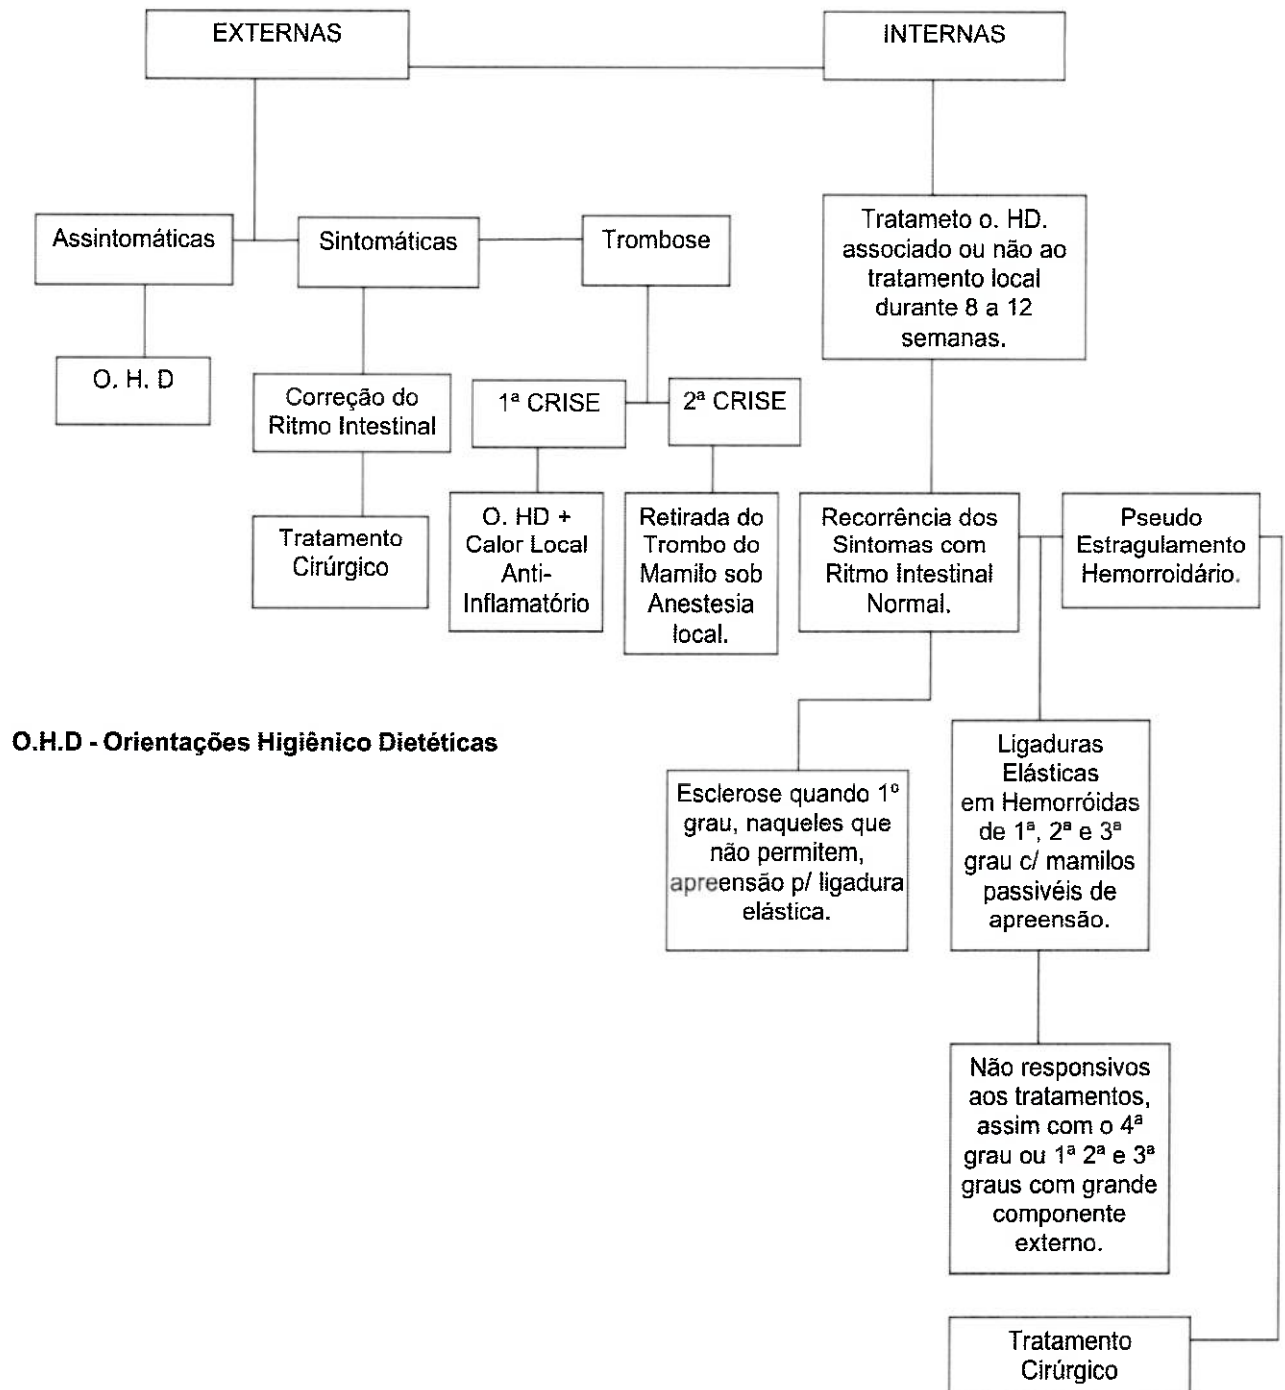 EXTERNAS
INTERNAS
Assintomáticas
Sintomáticas
Trombose
Tratameto o. HD.
associado ou não ao
tratamento local
durante 8 a 12
semanas.
O. H. D
Correção do
Ritmo Intestinal
1ª CRISE
2ª CRISE
Tratamento
Cirúrgico
O. HD +
Calor Local
Anti-
Inflamatório
Retirada do
Trombo do
Mamilo sob
Anestesia
local.
Recorrência dos
Sintomas com
Ritmo Intestinal
Normal.
Pseudo
Estragulamento
Hemorroidário.
O.H.D - Orientações Higiênico Dietéticas
Esclerose quando 1º
grau, naqueles que
não permitem,
apreensão p/ ligadura
elástica.
Ligaduras
Elásticas
em Hemorróidas
de 1ª, 2ª e 3ª
grau c/ mamilos
passivéis de
apreensão.
Não responsivos
aos tratamentos,
assim com o 4ª
grau ou 1ª 2ª e 3ª
graus com grande
componente
externo.
Tratamento
Cirúrgico